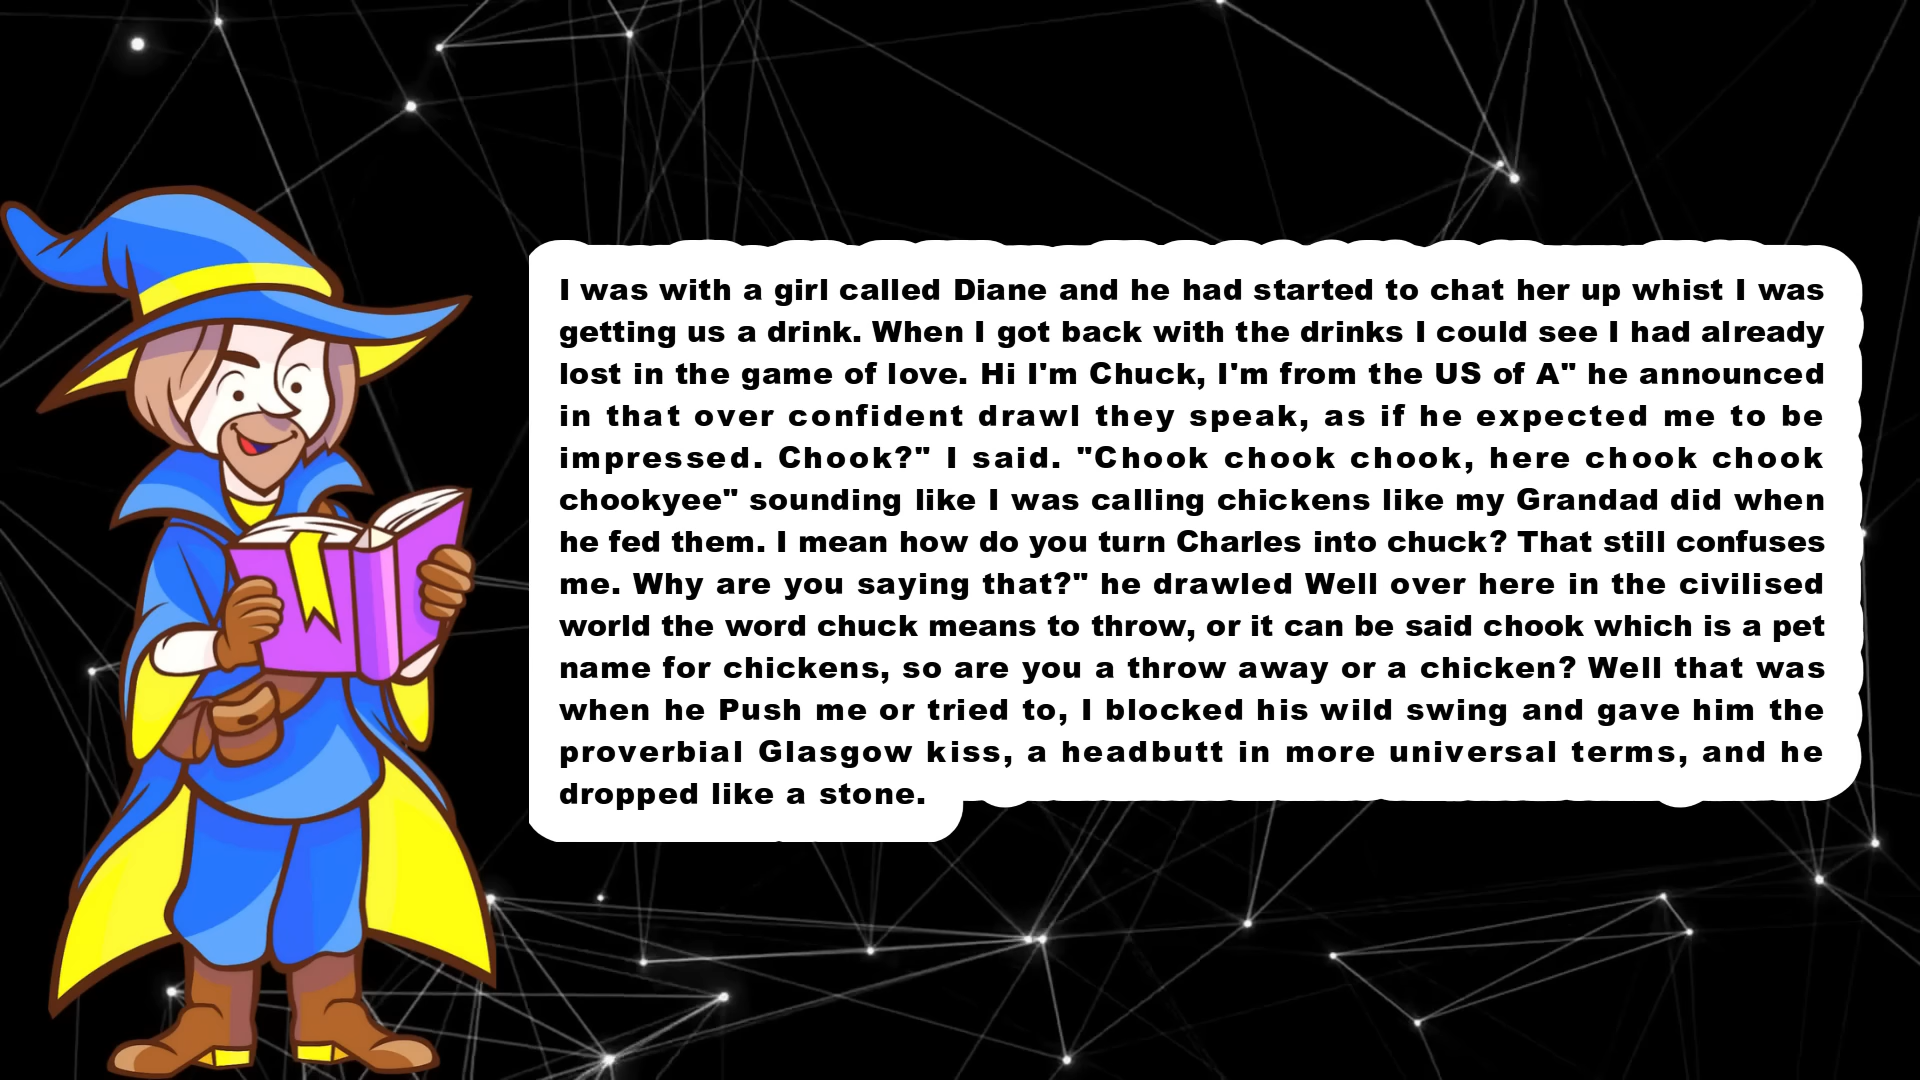 I was with a girl called Diane and he had started to chat her up whist I was
getting us a drink. When I got back with the drinks I could see I had already
lost in the game of love. Hi I'm Chuck, I'm from the US of A" he announced
in that over confident drawl they speak, as if he expected me to be
impressed. Chook?" I said. "Chook chook chook, here chook chook
chookyee" sounding like I was calling chickens like my Grandad did when
he fed them. I mean how do you turn Charles into chuck? That still confuses
me. Why are you saying that?" he drawled Well over here in the civilised
world the word chuck means to throw, or it can be said chook which is a pet
name for chickens, so are you a throw away or a chicken? Well that was
when he Push me or tried to, I blocked his wild swing and gave him the
proverbial Glasgow kiss, a headbutt in more universal terms, and he
dropped like a stone.